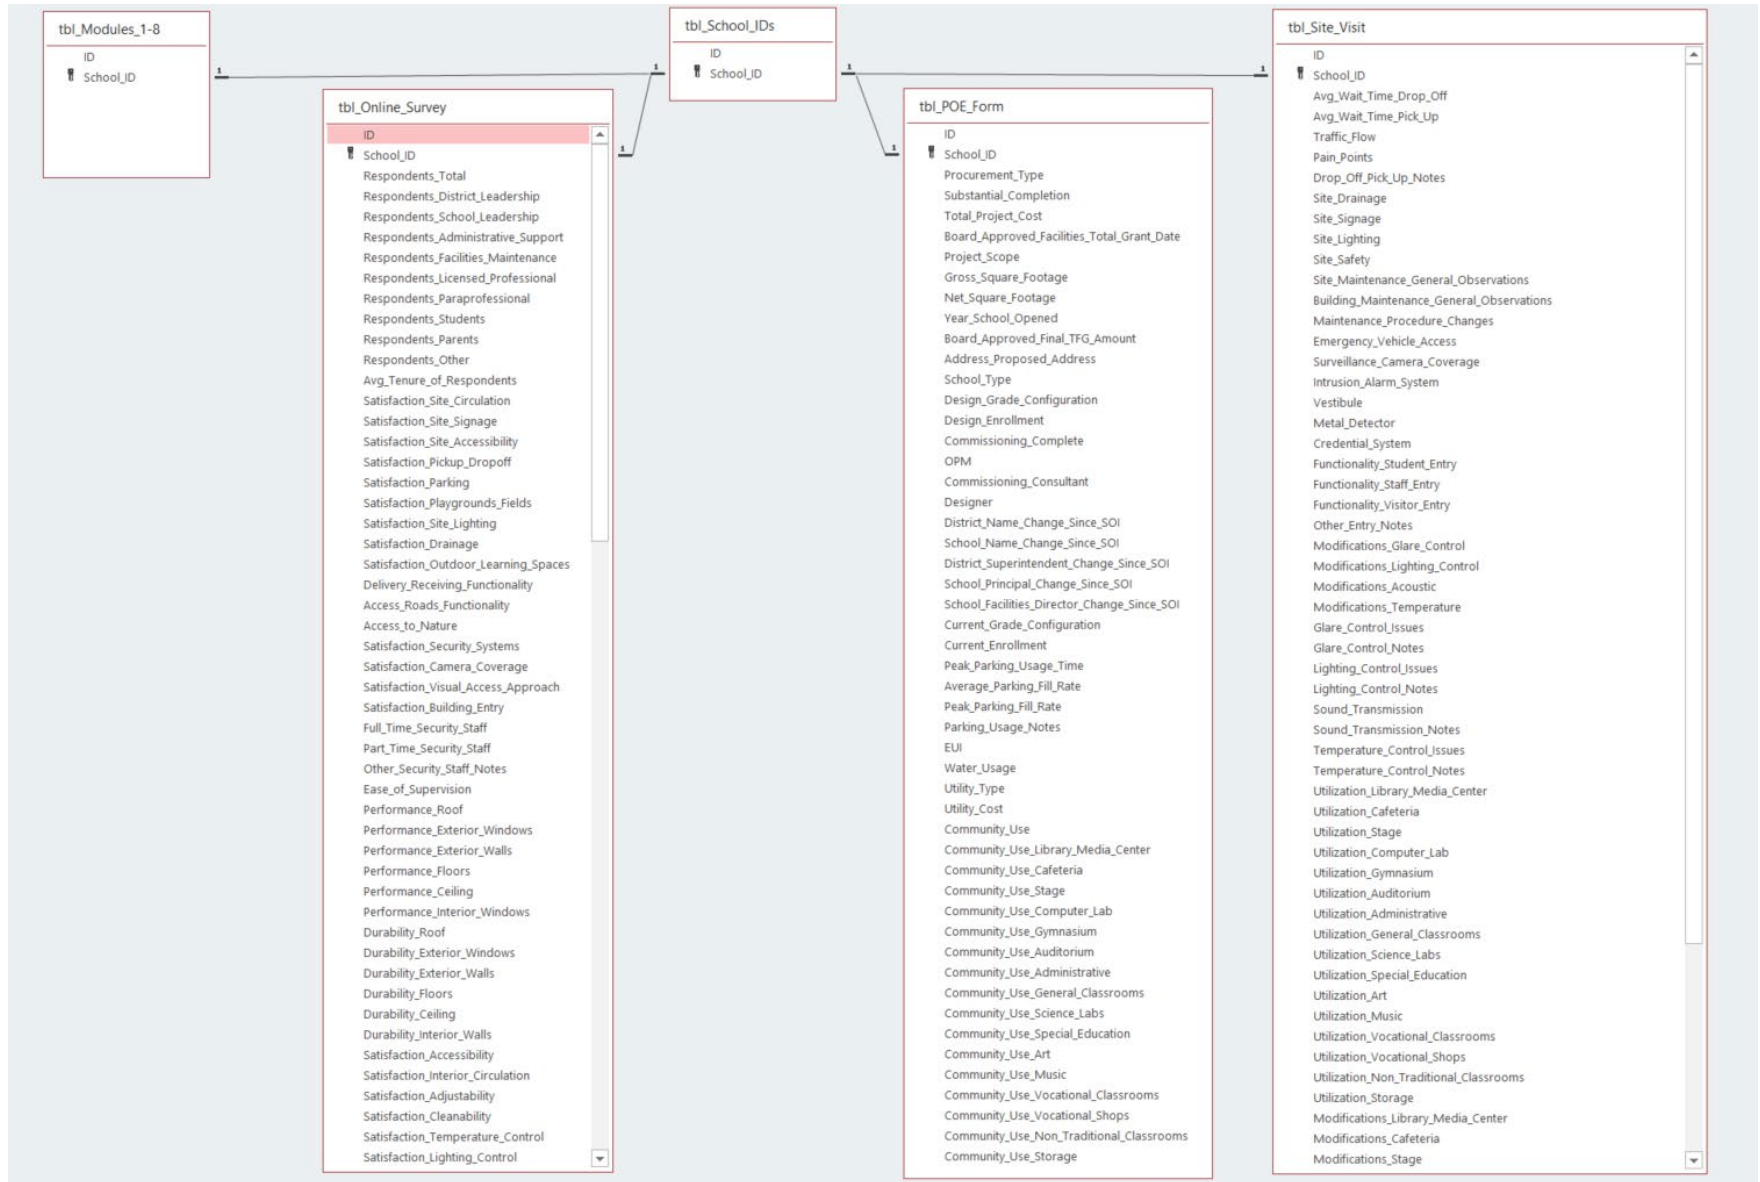 tbl_Modules_1-8
ID
School_ID
tbl_School_IDs
ID
School_ID
1
1
1
1
1
1
tbl_Online_Survey
ID
School_ID
Respondents_Total
Respondents_District_Leadership
Respondents_School_Leadership
Respondents_Administrative_Support
Respondents_Facilities_Maintenance
Respondents_Licensed_Professional
Respondents_Paraprofessional
Respondents_Students
Respondents_Parents
Respondents_Other
Avg_Tenure_of_Respondents
Satisfaction_Site_Circulation
Satisfaction_Site_Signage
Satisfaction_Site_Accessibility
Satisfaction_Pickup_Dropoff
Satisfaction_Parking
Satisfaction_Playgrounds_Fields
Satisfaction_Site_Lighting
Satisfaction_Drainage
Satisfaction_Outdoor_Learning_Spaces
Delivery_Receiving_Functionality
Access_Roads_Functionality
Access_to_Nature
Satisfaction_Security_Systems
Satisfaction_Camera_Coverage
Satisfaction_Visual_Access_Approach
Satisfaction_Building_Entry
Full_Time_Security_Staff
Part_Time_Security_Staff
Other_Security_Staff_Notes
Ease_of_Supervision
Performance_Roof
Performance_Exterior_Windows
Performance_Exterior_Walls
Performance_Floors
Performance_Ceiling
Performance_Interior_Windows
Durability_Roof
Durability_Exterior_Windows
Durability_Exterior_Walls
Durability_Floors
Durability_Ceiling
Durability_Interior_Walls
Satisfaction_Accessibility
Satisfaction_Interior_Circulation
Satisfaction_Adjustability
Satisfaction_Cleanability
Satisfaction_Temperature_Control
Satisfaction_Lighting_Control
tbl_POE_Form
ID
School_ID
Procurement_Type
Substantial_Completion
Total_Project_Cost
Board_Approved_Facilities_Total_Grant_Date
Project_Scope
Gross_Square_Footage
Net_Square_Footage
Year_School_Opened
Board_Approved_Final_TFG_Amount
Address_Proposed_Address
School_Type
Design_Grade_Configuration
Design_Enrollment
Commissioning_Complete
OPM
Commissioning_Consultant
Designer
District_Name_Change_Since_SOI
School_Name_Change_Since_SOI
District_Superintendent_Change_Since_SOI
School_Principal_Change_Since_SOI
School_Facilities_Director_Change_Since_SOI
Current_Grade_Configuration
Current_Enrollment
Peak_Parking_Usage_Time
Average_Parking_Fill_Rate
Peak_Parking_Fill_Rate
Parking_Usage_Notes
EUI
Water_Usage
Utility_Type
Utility_Cost
Community_Use
Community_Use_Library_Media_Center
Community_Use_Cafeteria
Community_Use_Stage
Community_Use_Computer_Lab
Community_Use_Gymnasium
Community_Use_Auditorium
Community_Use_Administrative
Community_Use_General_Classrooms
Community_Use_Science_Labs
Community_Use_Special_Education
Community_Use_Art
Community_Use_Music
Community_Use_Vocational_Classrooms
Community_Use_Vocational_Shops
Community_Use_Non_Traditional_Classrooms
Community_Use_Storage
tbl_Site_Visit
ID
School_ID
Avg_Wait_Time_Drop_Off
Avg_Wait_Time_Pick_Up
Traffic_Flow
Pain_Points
Drop_Off_Pick_Up_Notes
Site_Drainage
Site_Signage
Site_Lighting
Site_Safety
Site_Maintenance_General_Observations
Building_Maintenance_General_Observations
Maintenance_Procedure_Changes
Emergency_Vehicle_Access
Surveillance_Camera_Coverage
Intrusion_Alarm_System
Vestibule
Metal_Detector
Credential_System
Functionality_Student_Entry
Functionality_Staff_Entry
Functionality_Visitor_Entry
Other_Entry_Notes
Modifications_Glare_Control
Modifications_Lighting_Control
Modifications_Acoustic
Modifications_Temperature
Glare_Control_Issues
Glare_Control_Notes
Lighting_Control_Issues
Lighting_Control_Notes
Sound_Transmission
Sound_Transmission_Notes
Temperature_Control_Issues
Temperature_Control_Notes
Utilization_Library_Media_Center
Utilization_Cafeteria
Utilization_Stage
Utilization_Computer_Lab
Utilization_Gymnasium
Utilization_Auditorium
Utilization_Administrative
Utilization_General_Classrooms
Utilization_Science_Labs
Utilization_Special_Education
Utilization_Art
Utilization_Music
Utilization_Vocational_Classrooms
Utilization_Vocational_Shops
Utilization_Non_Traditional_Classrooms
Utilization_Storage
Modifications_Library_Media_Center
Modifications_Cafeteria
Modifications_Stage